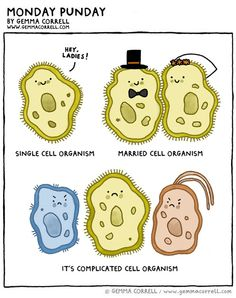 MONDAY PUNDAY
BY GEMMA CORRELL
WWW.GEMMACORRELL.COM
HEY,
LADIES!
SINGLE CELL ORGANISM
MARRIED CELL ORGANISM
IT'S COMPLICATED CELL ORGANISM
© GEMMA CORRELL / www.gemmacorrell.com